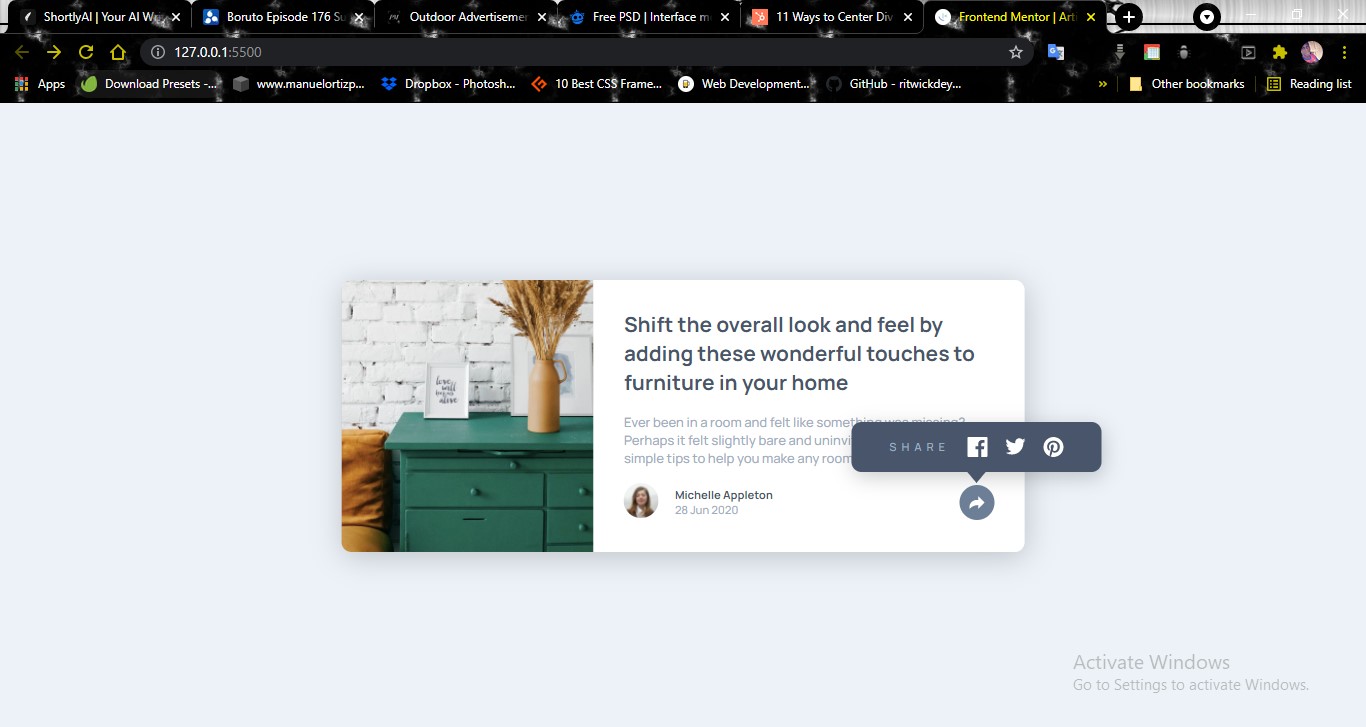 ShortlyAI | Your AI Wr
Boruto Episode 176 Su
Outdoor Advertisemen
Free PSD | Interface m
11 Ways to Center Div
Frontend Mentor | Art
127.0.0.1:5500
Apps
Download Presets -...
www.manuelortizp...
Dropbox - Photosh...
10 Best CSS Frame...
Web Development...
GitHub - ritwickdey...
»
Other bookmarks
Reading list
Shift the overall look and feel by
adding these wonderful touches to
furniture in your home
Ever been in a room and felt like something was missing?
Perhaps it felt slightly bare and uninvi
simple tips to help you make any room
SHARE
Michelle Appleton
28 Jun 2020
love
will
keep us
alive
Activate Windows
Go to Settings to activate Windows.